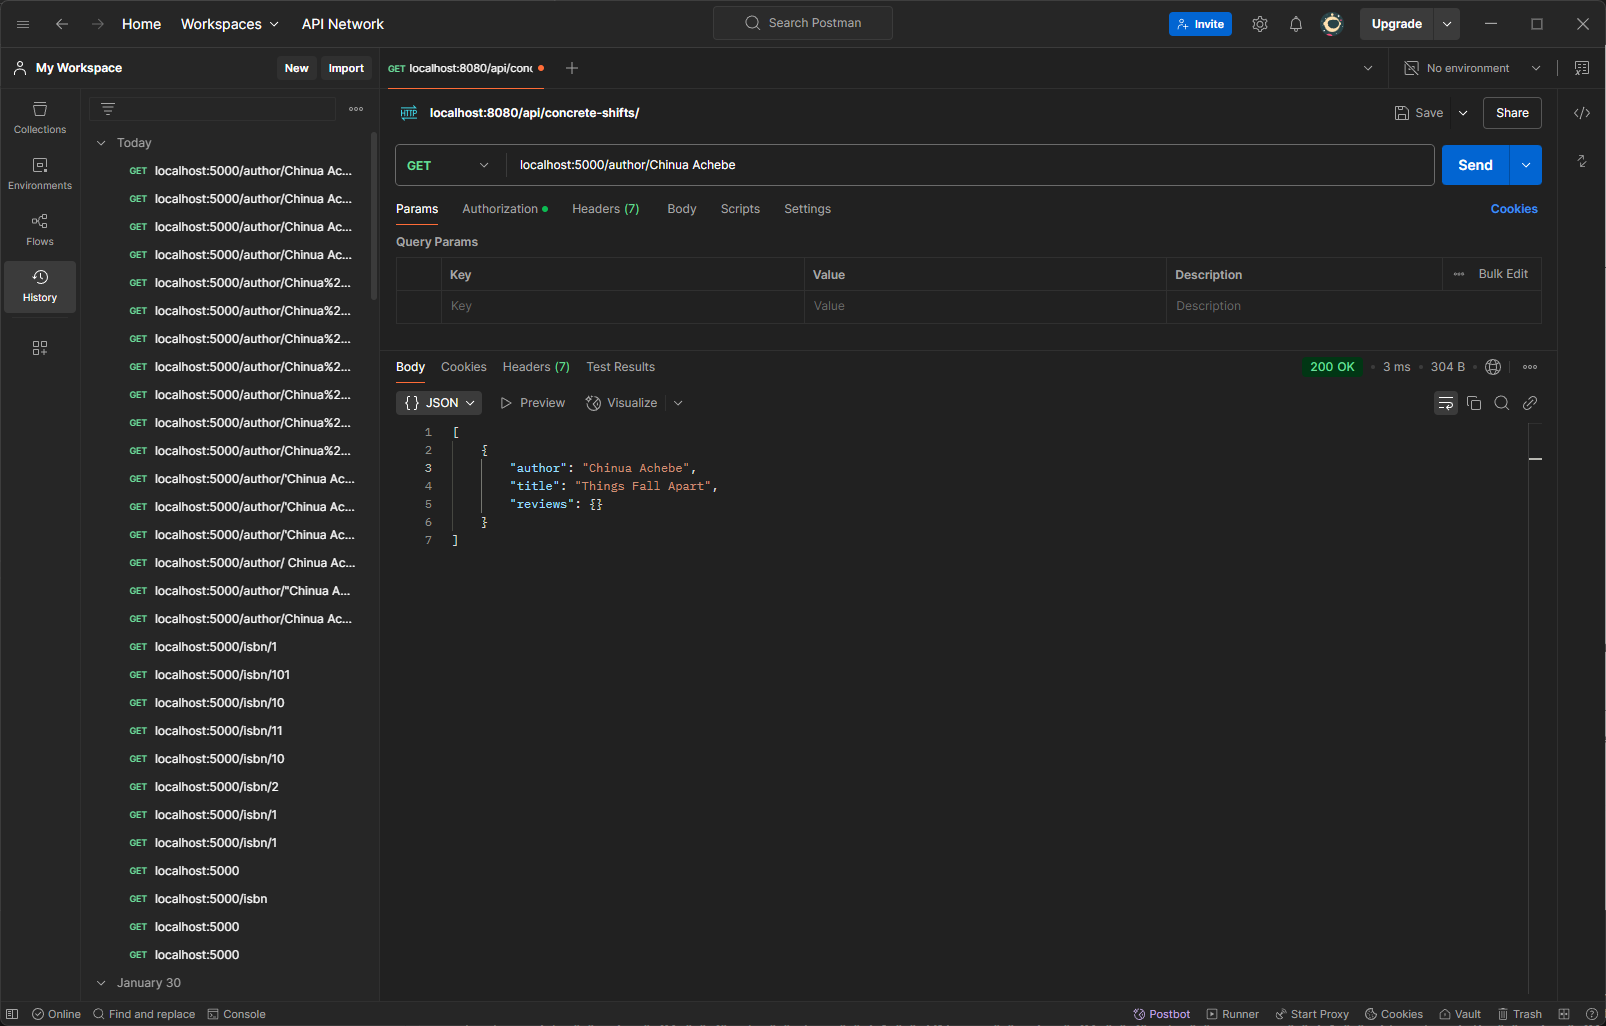 Home
Workspaces
API Network
Search Postman
Invite
Upgrade
My Workspace
New
Import
GET localhost:8080/api/conc
No environment
Collections
Environments
Flows
History
Today
GET localhost:5000/author/Chinua Ac...
GET localhost:5000/author/Chinua Ac...
GET localhost:5000/author/Chinua Ac...
GET localhost:5000/author/Chinua Ac...
GET localhost:5000/author/Chinua%2...
GET localhost:5000/author/Chinua%2...
GET localhost:5000/author/Chinua%2...
GET localhost:5000/author/Chinua%2...
GET localhost:5000/author/Chinua%2...
GET localhost:5000/author/Chinua%2...
GET localhost:5000/author/Chinua%2...
GET localhost:5000/author/'Chinua Ac...
GET localhost:5000/author/'Chinua Ac...
GET localhost:5000/author/'Chinua Ac...
GET localhost:5000/author/ Chinua Ac...
GET localhost:5000/author/"Chinua A...
GET localhost:5000/author/Chinua Ac...
GET localhost:5000/isbn/1
GET localhost:5000/isbn/101
GET localhost:5000/isbn/10
GET localhost:5000/isbn/11
GET localhost:5000/isbn/10
GET localhost:5000/isbn/2
GET localhost:5000/isbn/1
GET localhost:5000/isbn/1
GET localhost:5000
GET localhost:5000/isbn
GET localhost:5000
GET localhost:5000
January 30
HTTP localhost:8080/api/concrete-shifts/
Save
Share
GET
localhost:5000/author/Chinua Achebe
Send
Params
Authorization
Headers (7)
Body
Scripts
Settings
Cookies
Query Params
Key
Value
Description
Bulk Edit
Key
Value
Description
Body
Cookies
Headers (7)
Test Results
200 OK
3 ms
304 B
{} JSON
Preview
Visualize
1 [
2 {
3 "author": "Chinua Achebe",
4 "title": "Things Fall Apart",
5 "reviews": {}
6 }
7 ]
Online
Find and replace
Console
Postbot
Runner
Start Proxy
Cookies
Vault
Trash